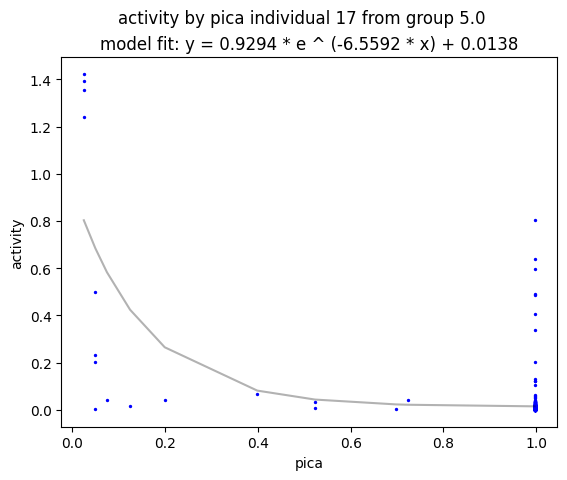 activity by pica individual 17 from group 5.0
model fit: y = 0.9294 * e ^ (-6.5592 * x) + 0.0138
activity
1.4
1.2
1.0
0.8
0.6
0.4
0.2
0.0
0.0 0.2 0.4 0.6 0.8 1.0
pica